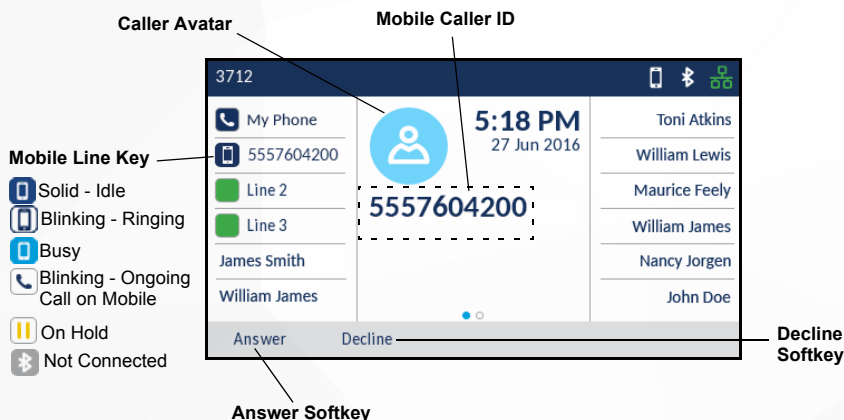 Caller Avatar
Mobile Caller ID
3712
My Phone
5557604200
Line 2
Line 3
James Smith
William James
5:18 PM
27 Jun 2016
5557604200
Toni Atkins
William Lewis
Maurice Feely
William James
Nancy Jorgen
John Doe
Answer
Decline
Mobile Line Key
Solid - Idle
Blinking - Ringing
Busy
Blinking - Ongoing
Call on Mobile
On Hold
Not Connected
Decline
Softkey
Answer Softkey